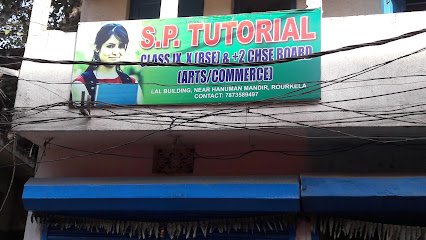 S.P. TUTORIAL
CLASS IX, X (BSE) & +2 CHSE BOARD
(ARTS/COMMERCE)
LAL BUILDING, NEAR HANUMAN MANDIR, ROURKELA
CONTACT: 7873589497